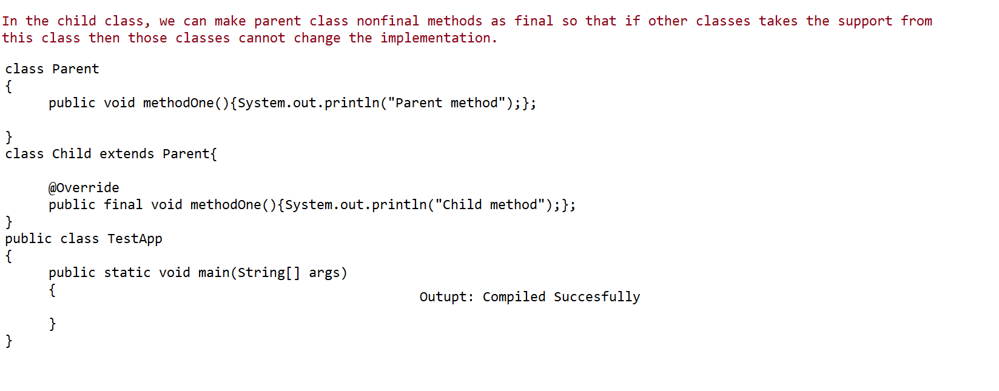 In the child class, we can make parent class nonfinal methods as final so that if other classes takes the support from
this class then those classes cannot change the implementation.
class Parent
{
public void methodOne(){System.out.println("Parent method");};
}
class Child extends Parent{
@Override
public final void methodOne(){System.out.println("Child method");};
}
public class TestApp
{
public static void main(String[] args)
{
Outupt: Compiled Succesfully
}
}